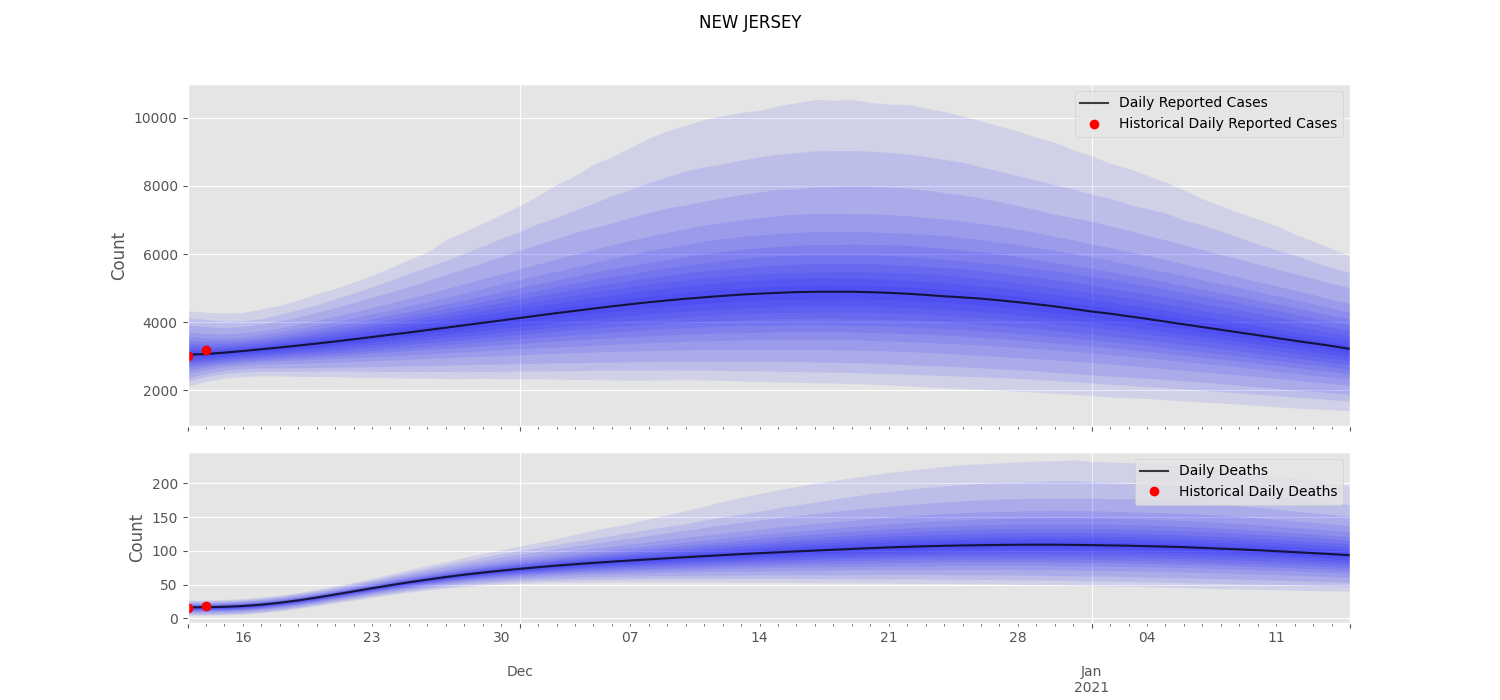 NEW JERSEY
Daily Reported Cases
Historical Daily Reported Cases
Count
10000
8000
6000
4000
2000
Daily Deaths
Historical Daily Deaths
Count
200
150
100
50
0
16 23 30 07 14 21 28 04 11
Dec Jan
2021